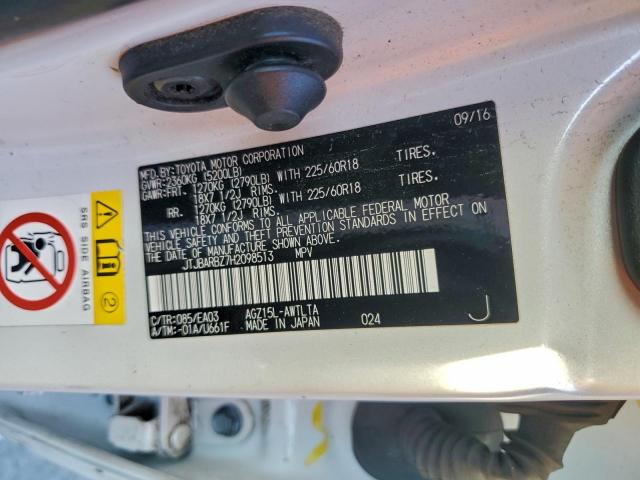 09/16
MFD. BY: TOYOTA MOTOR CORPORATION
GVWR: 2360KG (5200LB)
GAWR: FRT. 1270KG (2790LB) WITH 225/60R18 TIRES.
18X7 1/2J RIMS.
RR. 1270KG (2790LB) WITH 225/60R18 TIRES.
18X7 1/2J RIMS.
THIS VEHICLE CONFORMS TO ALL APPLICABLE FEDERAL MOTOR
VEHICLE SAFETY AND THEFT PREVENTION STANDARDS IN EFFECT ON
THE DATE OF MANUFACTURE SHOWN ABOVE.
JTJBARBZ7H2098513 MPV
C/TR: 085/EA03 AGZ15L-AWTLTA
A/TM: -01A/U661F MADE IN JAPAN 024 J
SRS SIDE AIRBAG
2